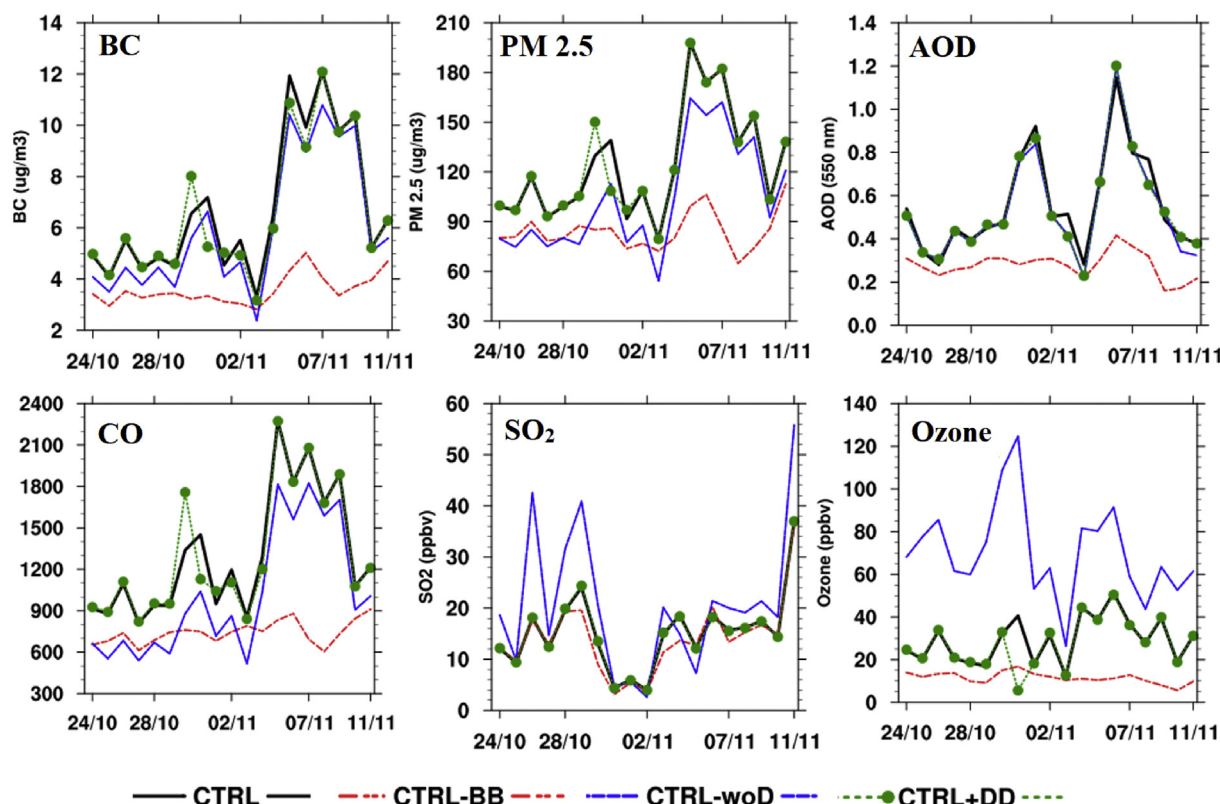 BC
BC (ug/m3)
14
12
10
8
6
4
2
24/10 28/10 02/11 07/11 11/11
PM 2.5
PM 2.5 (ug/m3)
210
180
150
120
90
60
30
24/10 28/10 02/11 07/11 11/11
AOD
AOD (550 nm)
1.4
1.2
1.0
0.8
0.6
0.4
0.2
0.0
24/10 28/10 02/11 07/11 11/11
CO
2400
2100
1800
1500
1200
900
600
300
24/10 28/10 02/11 07/11 11/11
SO₂
SO2 (ppbv)
60
50
40
30
20
10
0
24/10 28/10 02/11 07/11 11/11
Ozone
Ozone (ppbv)
140
120
100
80
60
40
20
0
24/10 28/10 02/11 07/11 11/11
CTRL CTRL-BB CTRL-woD CTRL+DD